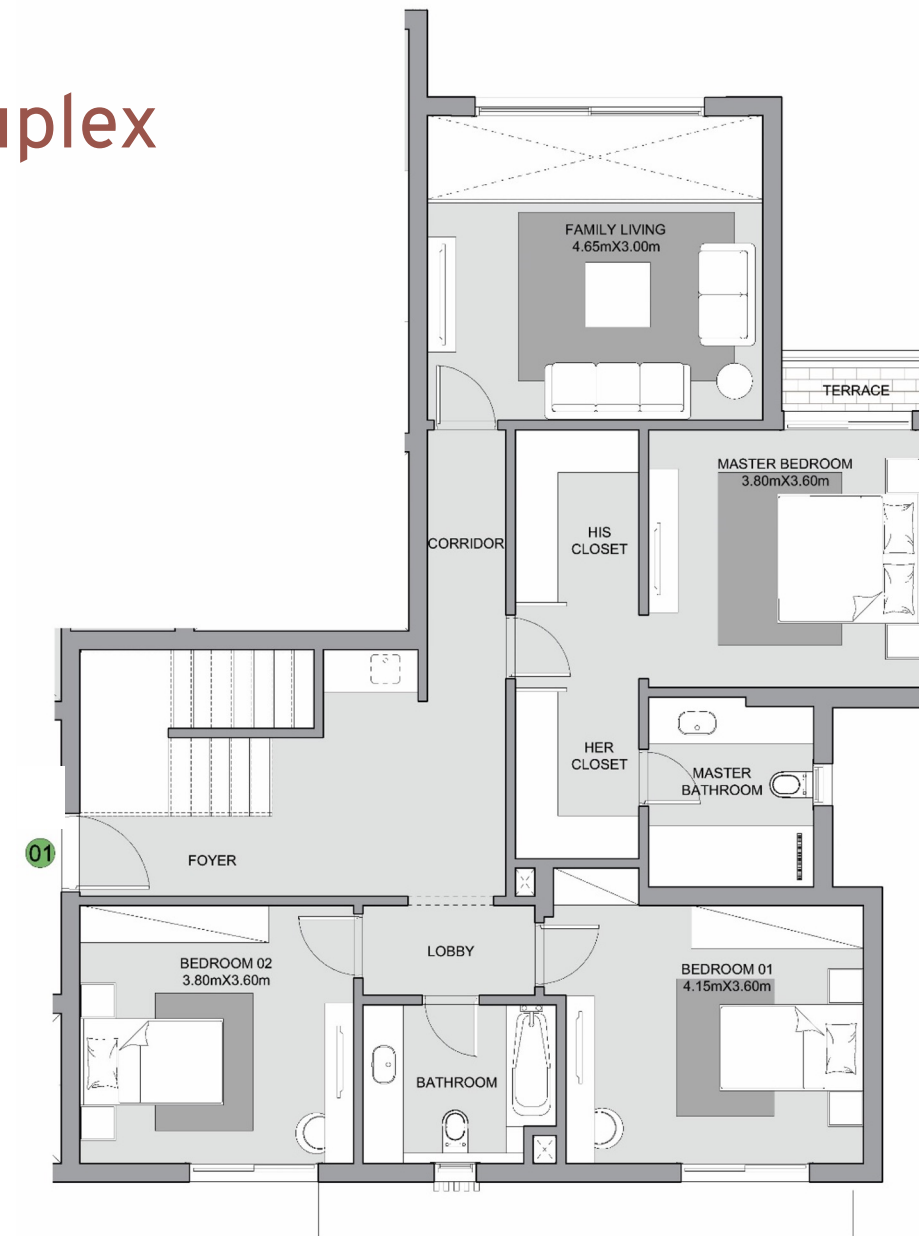 uplex
FAMILY LIVING
4.65mX3.00m
TERRACE
MASTER BEDROOM
3.80mX3.60m
HIS
CLOSET
CORRIDOR
HER
CLOSET
MASTER
BATHROOM
01
FOYER
LOBBY
BEDROOM 02
3.80mX3.60m
BEDROOM 01
4.15mX3.60m
BATHROOM